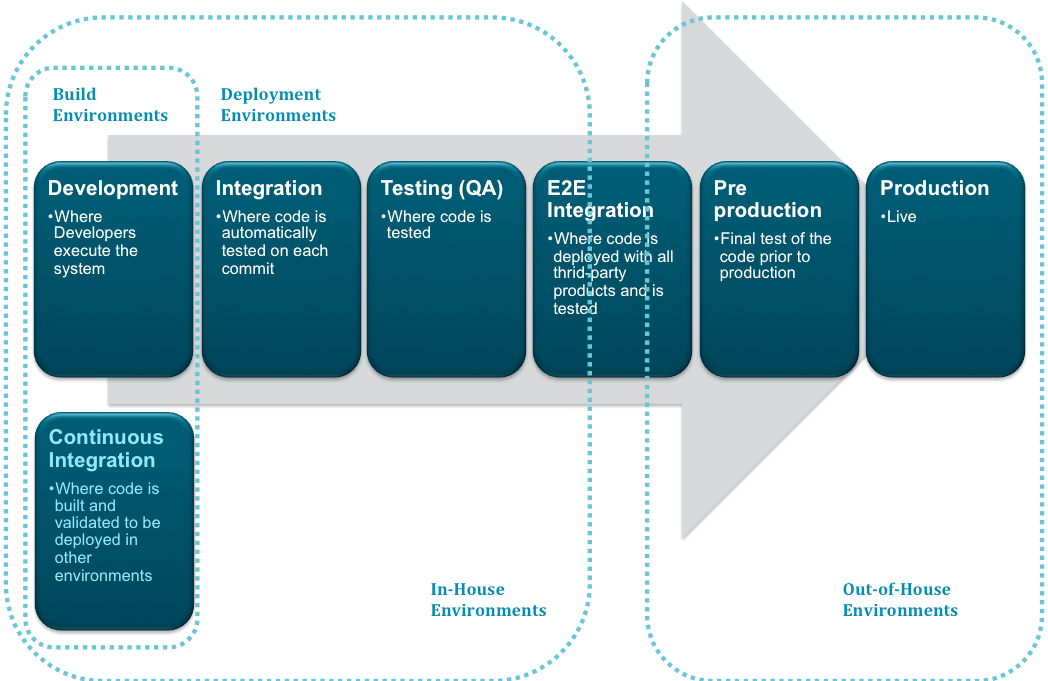 Build
Environments
Deployment
Environments
Development
•Where
Developers
execute the
system
Integration
•Where code is
automatically
tested on each
commit
Testing (QA)
•Where code is
tested
E2E
Integration
•Where code is
deployed with all
thrid-party
products and is
tested
Pre
production
•Final test of the
code prior to
production
Production
•Live
Continuous
Integration
•Where code is
built and
validated to be
deployed in
other
environments
In-House
Environments
Out-of-House
Environments